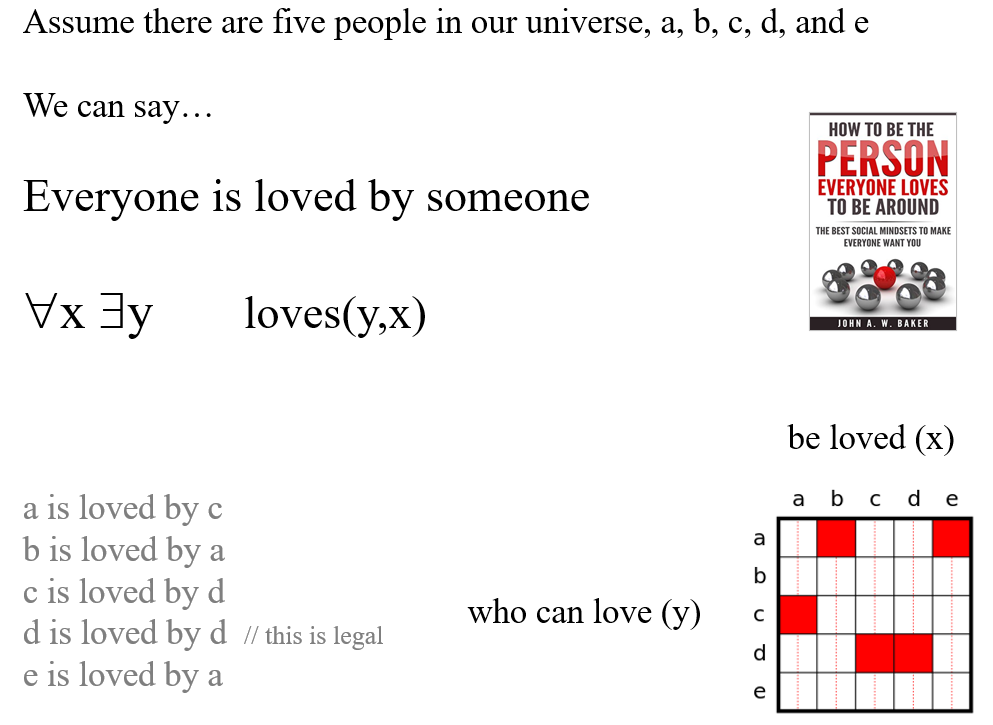 Assume there are five people in our universe, a, b, c, d, and e
We can say…
Everyone is loved by someone
∀x ∃y loves(y,x)
HOW TO BE THE
PERSON
EVERYONE LOVES
TO BE AROUND
THE BEST SOCIAL MINDSETS TO MAKE
EVERYONE WANT YOU
JOHN A. W. BAKER
a is loved by c
b is loved by a
c is loved by d
d is loved by d // this is legal
e is loved by a
be loved (x)
who can love (y)
a b c d e
a
b
c
d
e